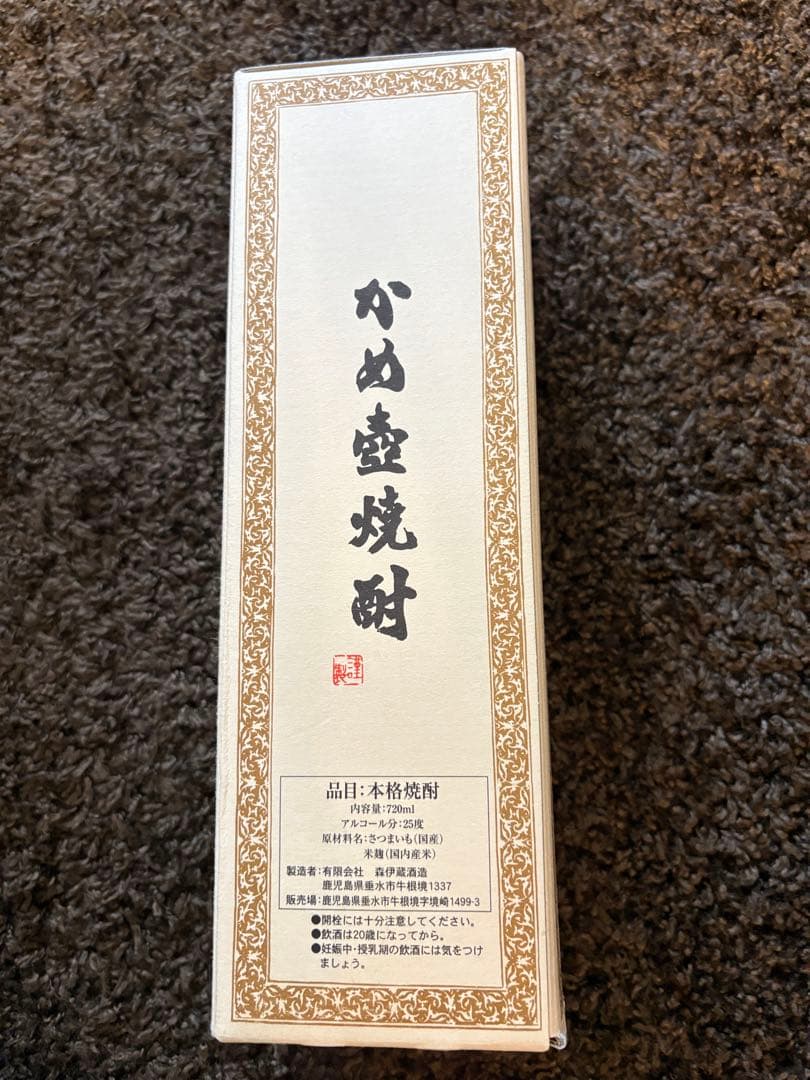 かめ壺焼酎
謹製
品目：本格焼酎
内容量：720ml
アルコール分：25度
原材料名：さつまいも（国産）
米麹（国内産米）
製造者：有限会社　森伊蔵酒造
鹿児島県垂水市牛根境1337
販売場：鹿児島県垂水市牛根境字境崎1499-3
●開栓には十分注意してください。
●飲酒は20歳になってから。
●妊娠中・授乳期の飲酒には気をつけ
ましょう。